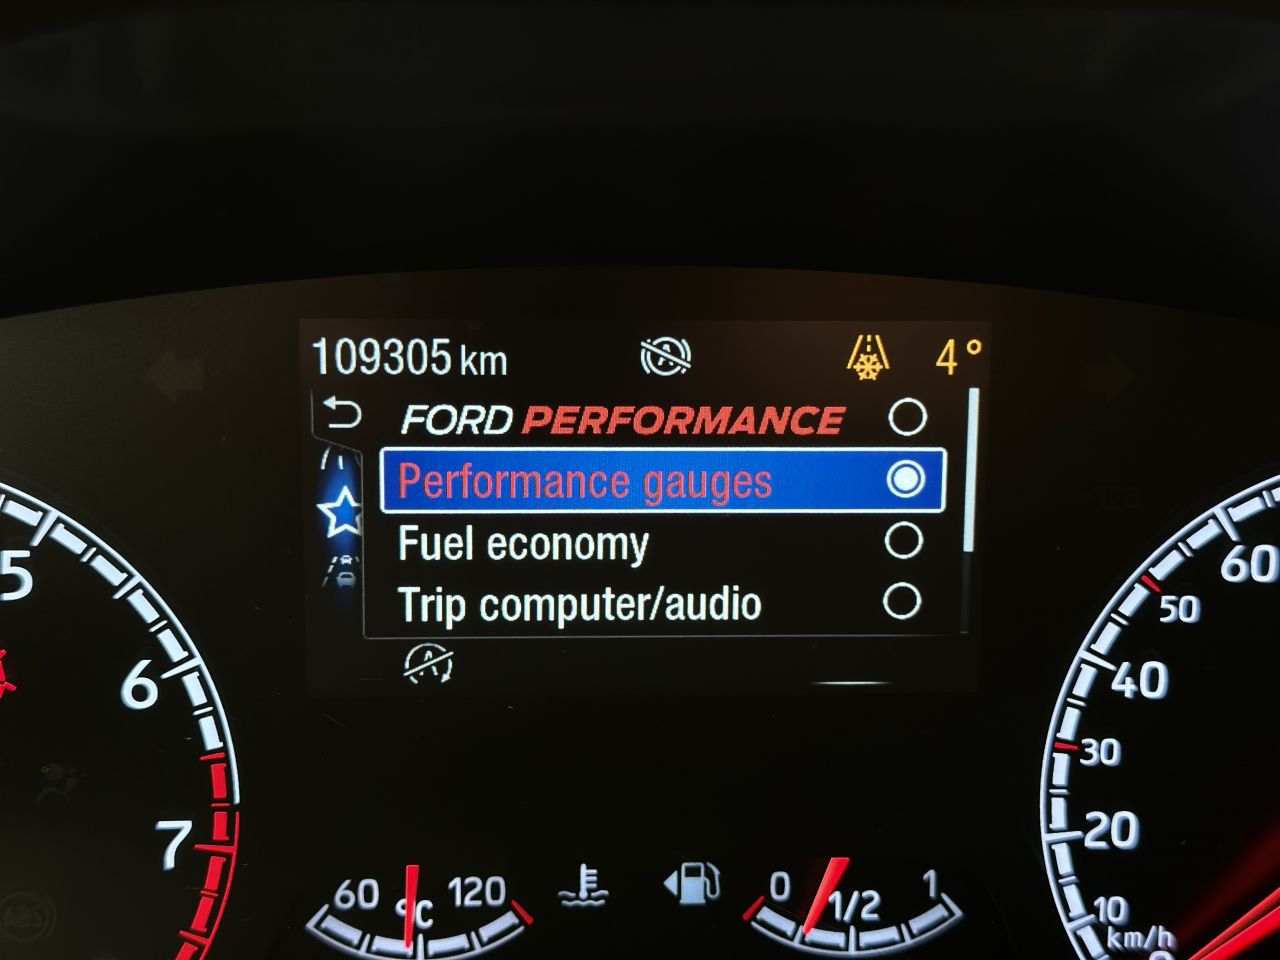 109305 km
4°
FORD PERFORMANCE
Performance gauges
Fuel economy
Trip computer/audio
5
6
7
60
50
40
30
20
10
km/h
60
°C
120
0
1/2
1
ABS